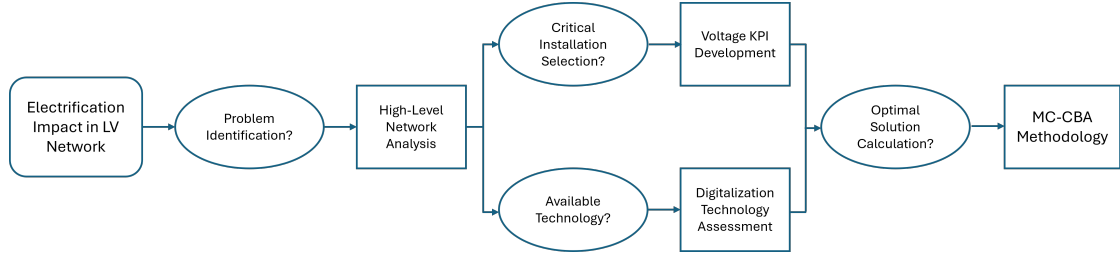 Electrification
Impact in LV
Network
Problem
Identification?
High-Level
Network
Analysis
Critical
Installation
Selection?
Voltage KPI
Development
Available
Technology?
Digitalization
Technology
Assessment
Optimal
Solution
Calculation?
MC-CBA
Methodology